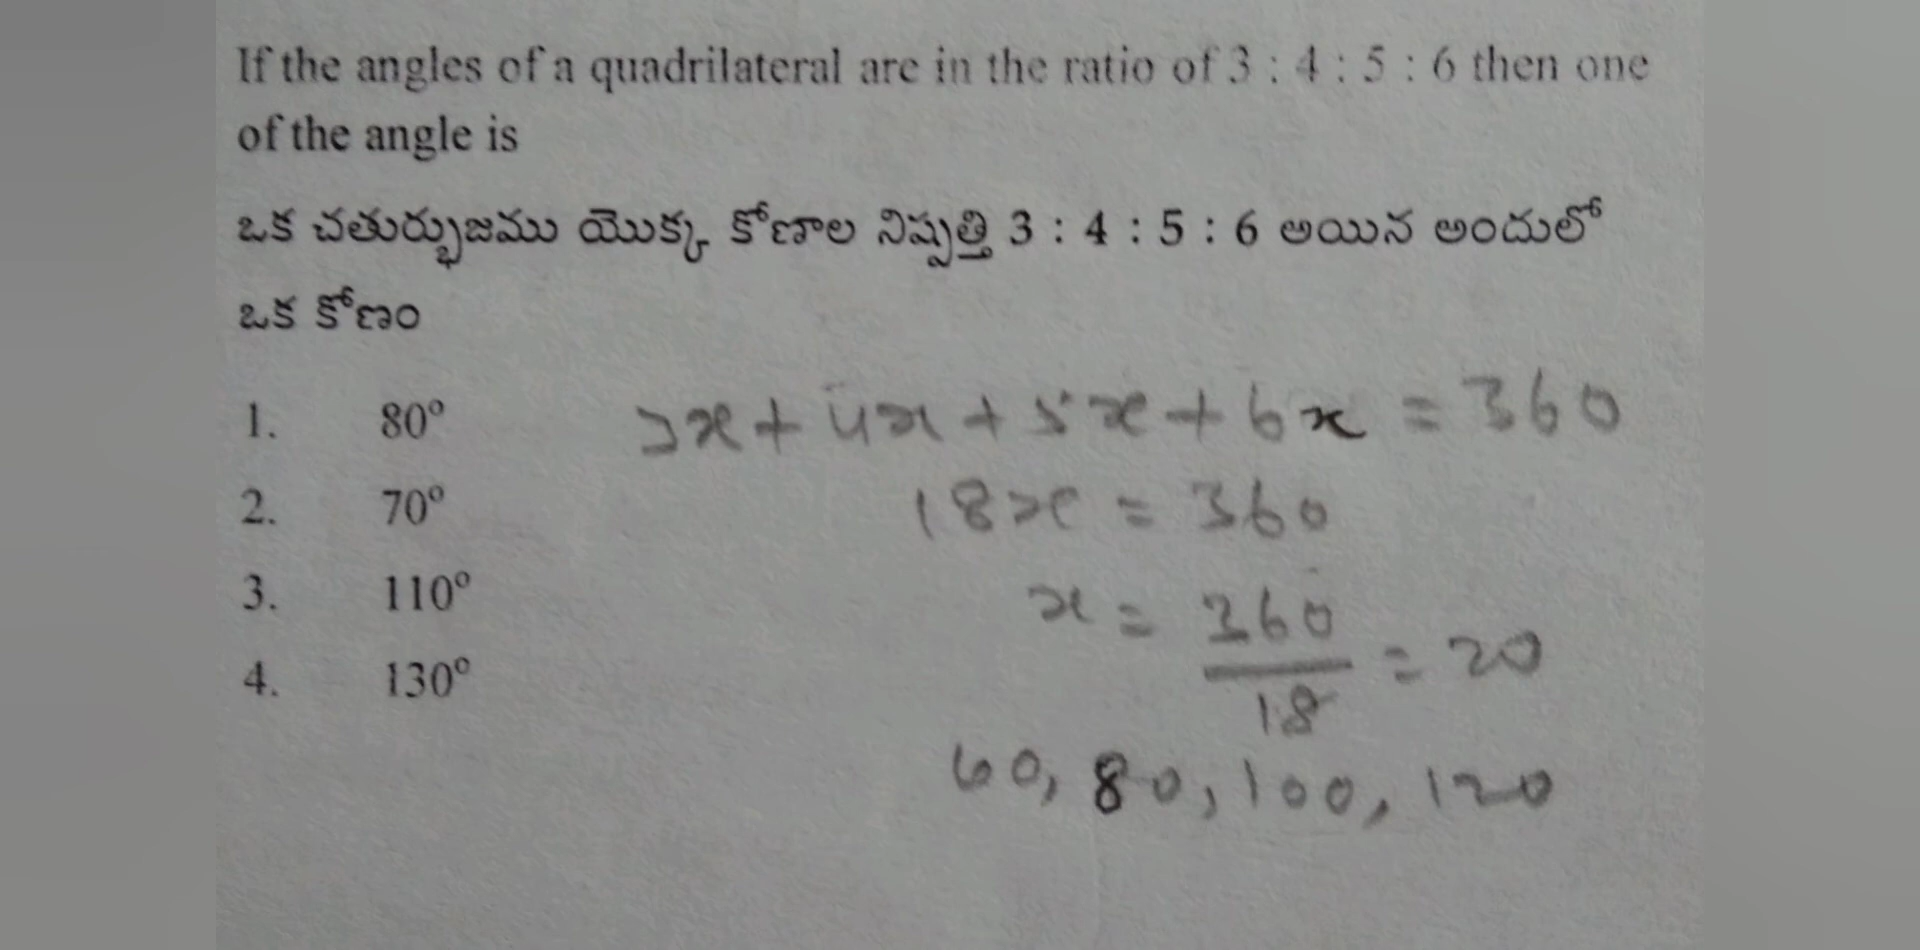 If the angles of a quadrilateral are in the ratio of 3 : 4 : 5 : 6 then one
of the angle is
ఒక చతుర్భుజము యొక్క కోణాల నిష్పత్తి 3 : 4 : 5 : 6 అయిన అందులో
ఒక కోణం
1. 80°
2. 70°
3. 110°
4. 130°
3x + 4x + 5x + 6x = 360
18x = 360
x = 360/18 = 20
60, 80, 100, 120